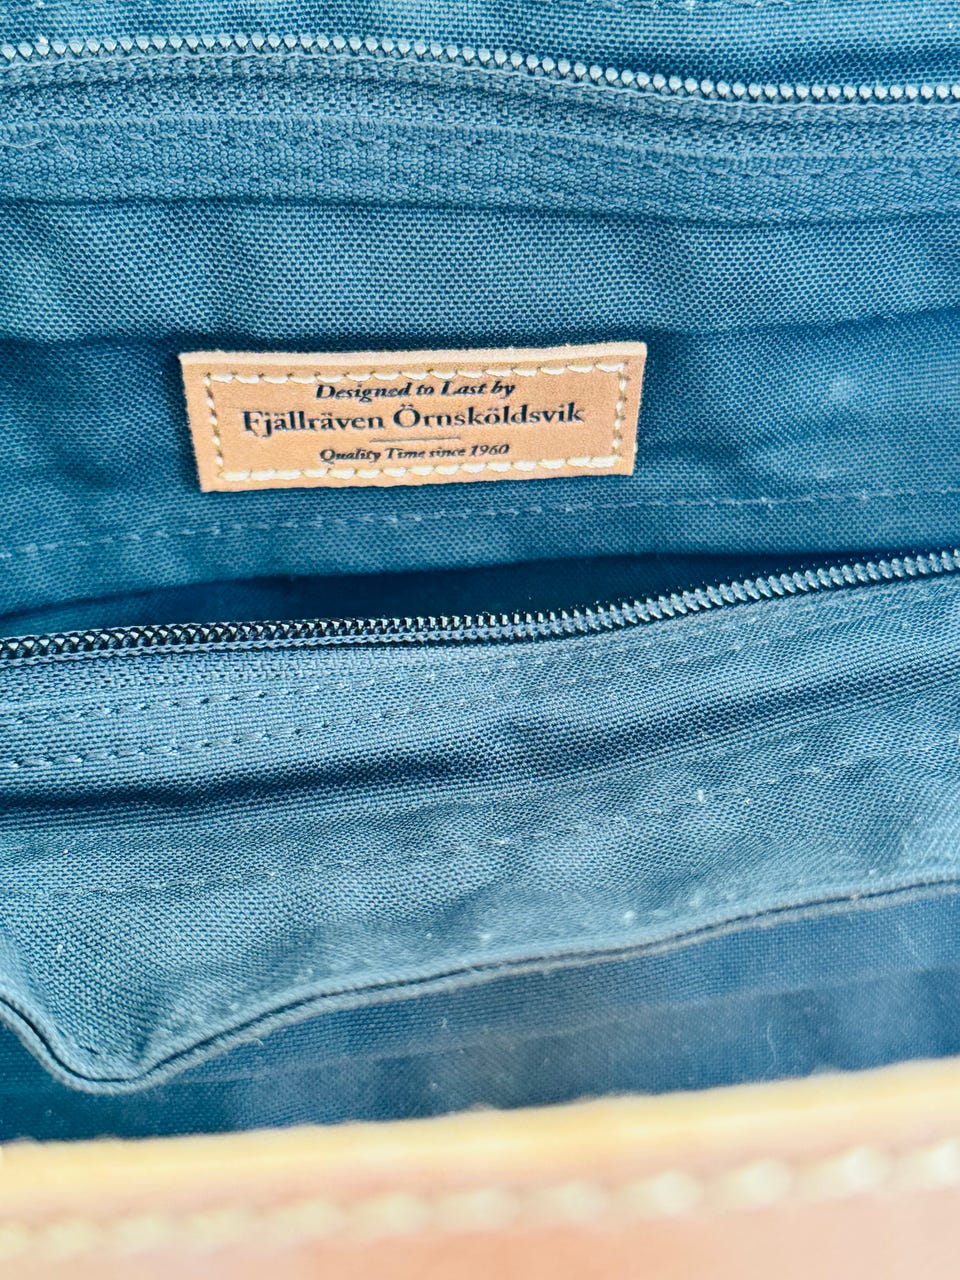 Designed to Last by
Fjällräven Örnsköldsvik
Quality Time since 1960